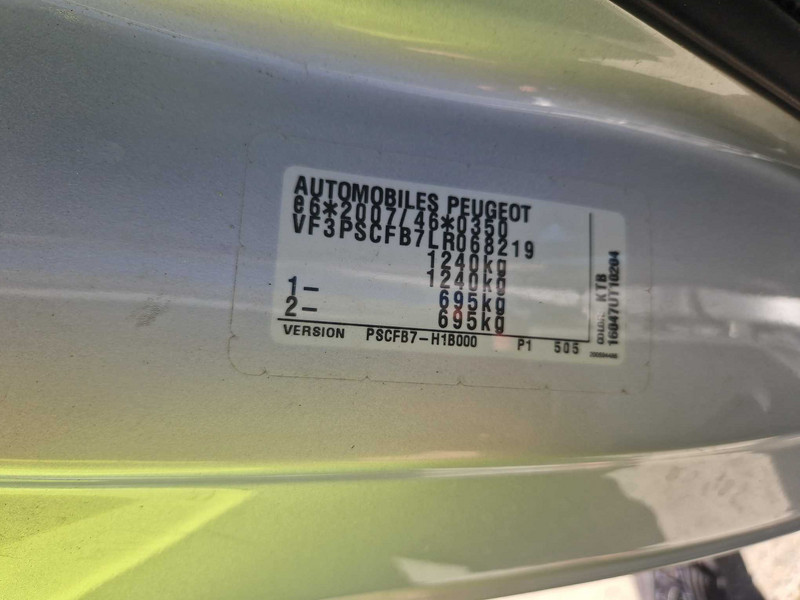 AUTOMOBILES PEUGEOT
e6*2007/46*0350
VF3PSCFB7LR068219
1240kg
1240kg
1- 695kg
2- 695kg
VERSION PSCFB7-H1B000 P1 505
KTB